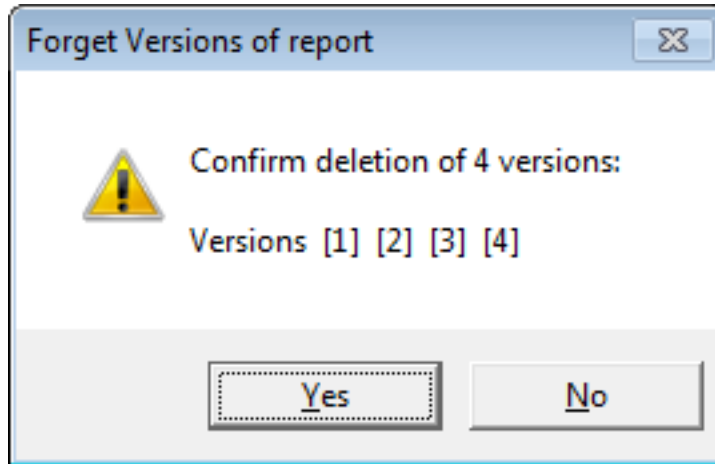 Forget Versions of report
Confirm deletion of 4 versions:
Versions [1] [2] [3] [4]
Yes No